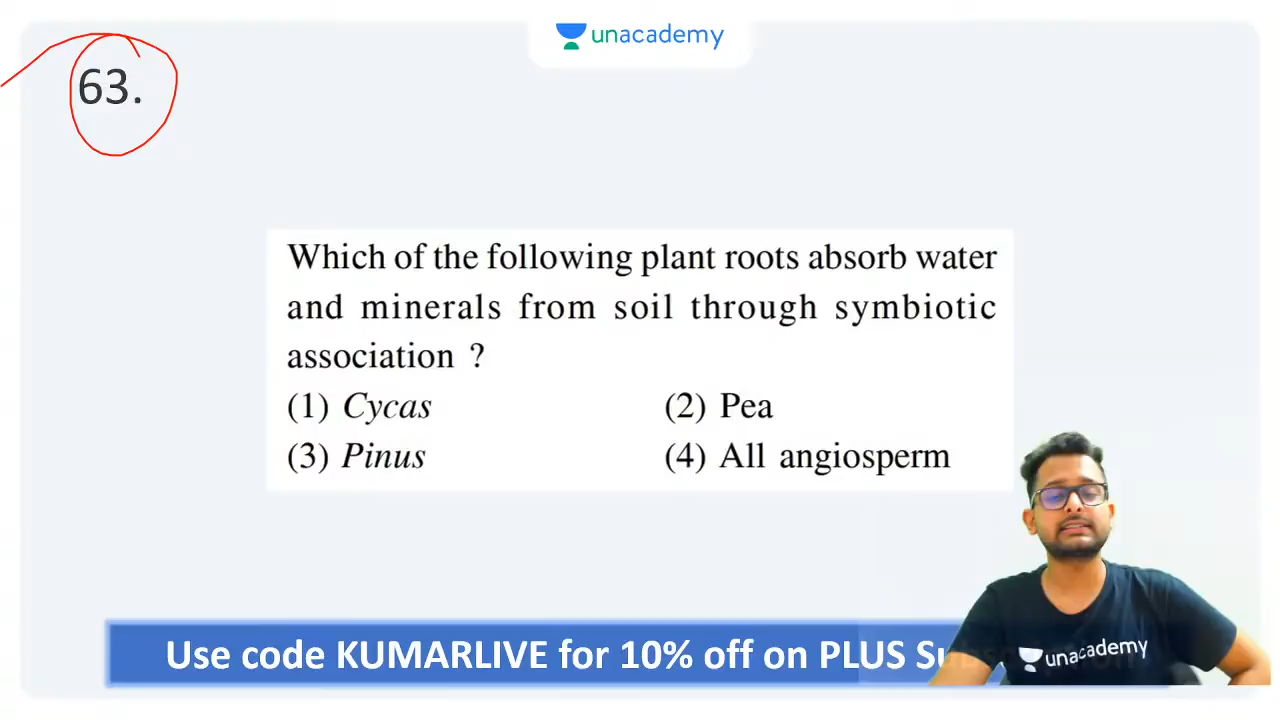 unacademy
63.
Which of the following plant roots absorb water
and minerals from soil through symbiotic
association ?
(1) Cycas (2) Pea
(3) Pinus (4) All angiosperm
Use code KUMARLIVE for 10% off on PLUS
unacademy